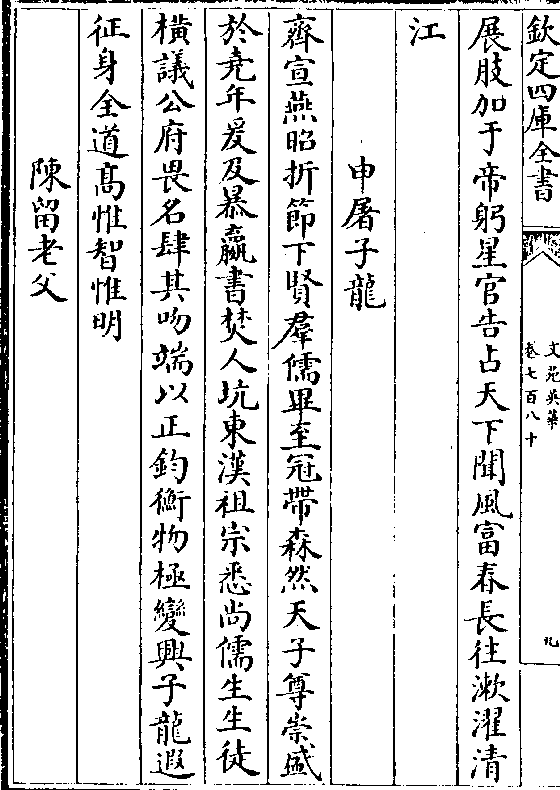 欽定四庫全書
文苑英華
卷七百八十
九
展肢加于帝躬星官告占天下聞風富春長往漱濯清
江
申屠子龍
齊宣燕昭折節下賢羣儒畢至冠帶森然天子尊崇盛
於堯年爰及暴嬴書焚人坑東漢祖宗悉尚儒生生徒
橫議公府畏名肆其吻端以正鈞衡物極變興子龍遐
征身全道髙惟智惟明
陳留老父